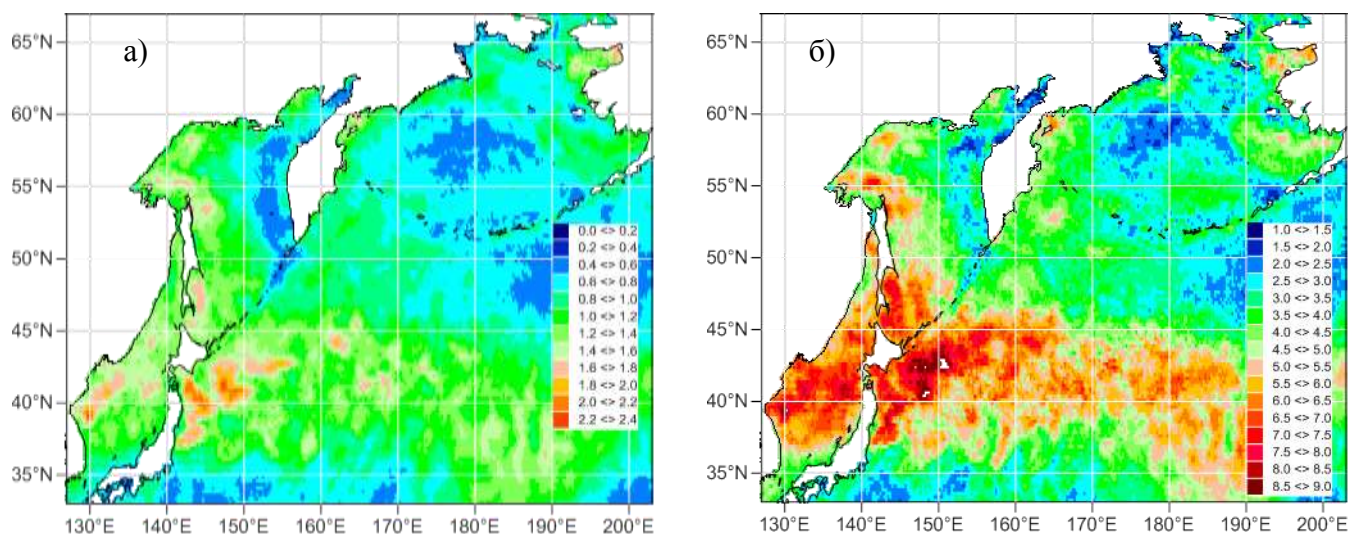 а)
65°N
60°N
55°N
50°N
45°N
40°N
35°N
130°E 140°E 150°E 160°E 170°E 180°E 190°E 200°E
0.0 <> 0.2
0.2 <> 0.4
0.4 <> 0.6
0.6 <> 0.8
0.8 <> 1.0
1.0 <> 1.2
1.2 <> 1.4
1.4 <> 1.6
1.6 <> 1.8
1.8 <> 2.0
2.0 <> 2.2
2.2 <> 2.4
б)
65°N
60°N
55°N
50°N
45°N
40°N
35°N
130°E 140°E 150°E 160°E 170°E 180°E 190°E 200°E
1.0 <> 1.5
1.5 <> 2.0
2.0 <> 2.5
2.5 <> 3.0
3.0 <> 3.5
3.5 <> 4.0
4.0 <> 4.5
4.5 <> 5.0
5.0 <> 5.5
5.5 <> 6.0
6.0 <> 6.5
6.5 <> 7.0
7.0 <> 7.5
7.5 <> 8.0
8.0 <> 8.5
8.5 <> 9.0